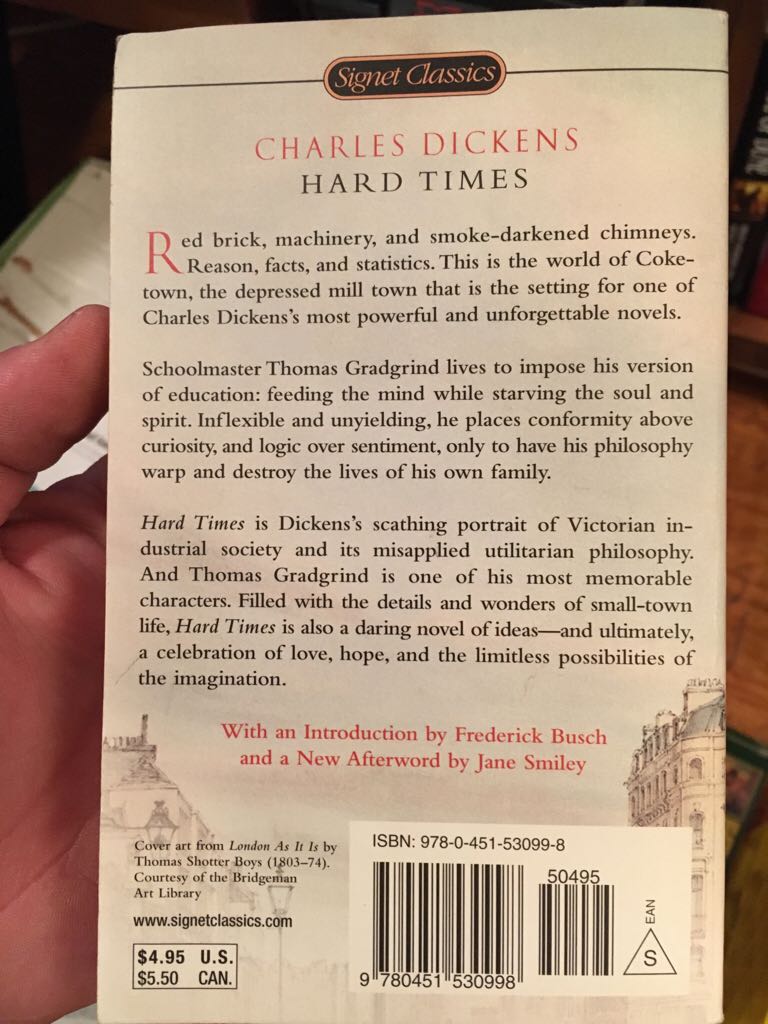 Signet Classics
CHARLES DICKENS
HARD TIMES
Red brick, machinery, and smoke-darkened chimneys.
Reason, facts, and statistics. This is the world of Coke-
town, the depressed mill town that is the setting for one of
Charles Dickens's most powerful and unforgettable novels.
Schoolmaster Thomas Gradgrind lives to impose his version
of education: feeding the mind while starving the soul and
spirit. Inflexible and unyielding, he places conformity above
curiosity, and logic over sentiment, only to have his philosophy
warp and destroy the lives of his own family.
Hard Times is Dickens's scathing portrait of Victorian in-
dustrial society and its misapplied utilitarian philosophy.
And Thomas Gradgrind is one of his most memorable
characters. Filled with the details and wonders of small-town
life, Hard Times is also a daring novel of ideas—and ultimately,
a celebration of love, hope, and the limitless possibilities of
the imagination.
With an Introduction by Frederick Busch
and a New Afterword by Jane Smiley
Cover art from London As It Is by
Thomas Shotter Boys (1803–74).
Courtesy of the Bridgeman
Art Library
www.signetclassics.com
$4.95 U.S.
$5.50 CAN.
ISBN: 978-0-451-53099-8
50495
9 780451 530998
EAN
S